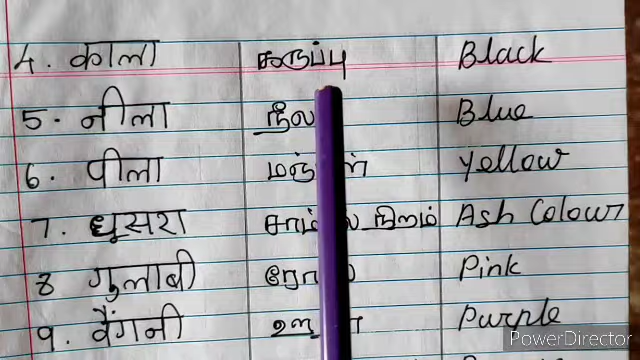 4. काला கருப்பு Black
5. नीला Blue
6. पीला Yellow
7. धूसरा நிறம் Ash Colour
8 गुलाबी Pink
9. वैंगनी Purple
PowerDirector